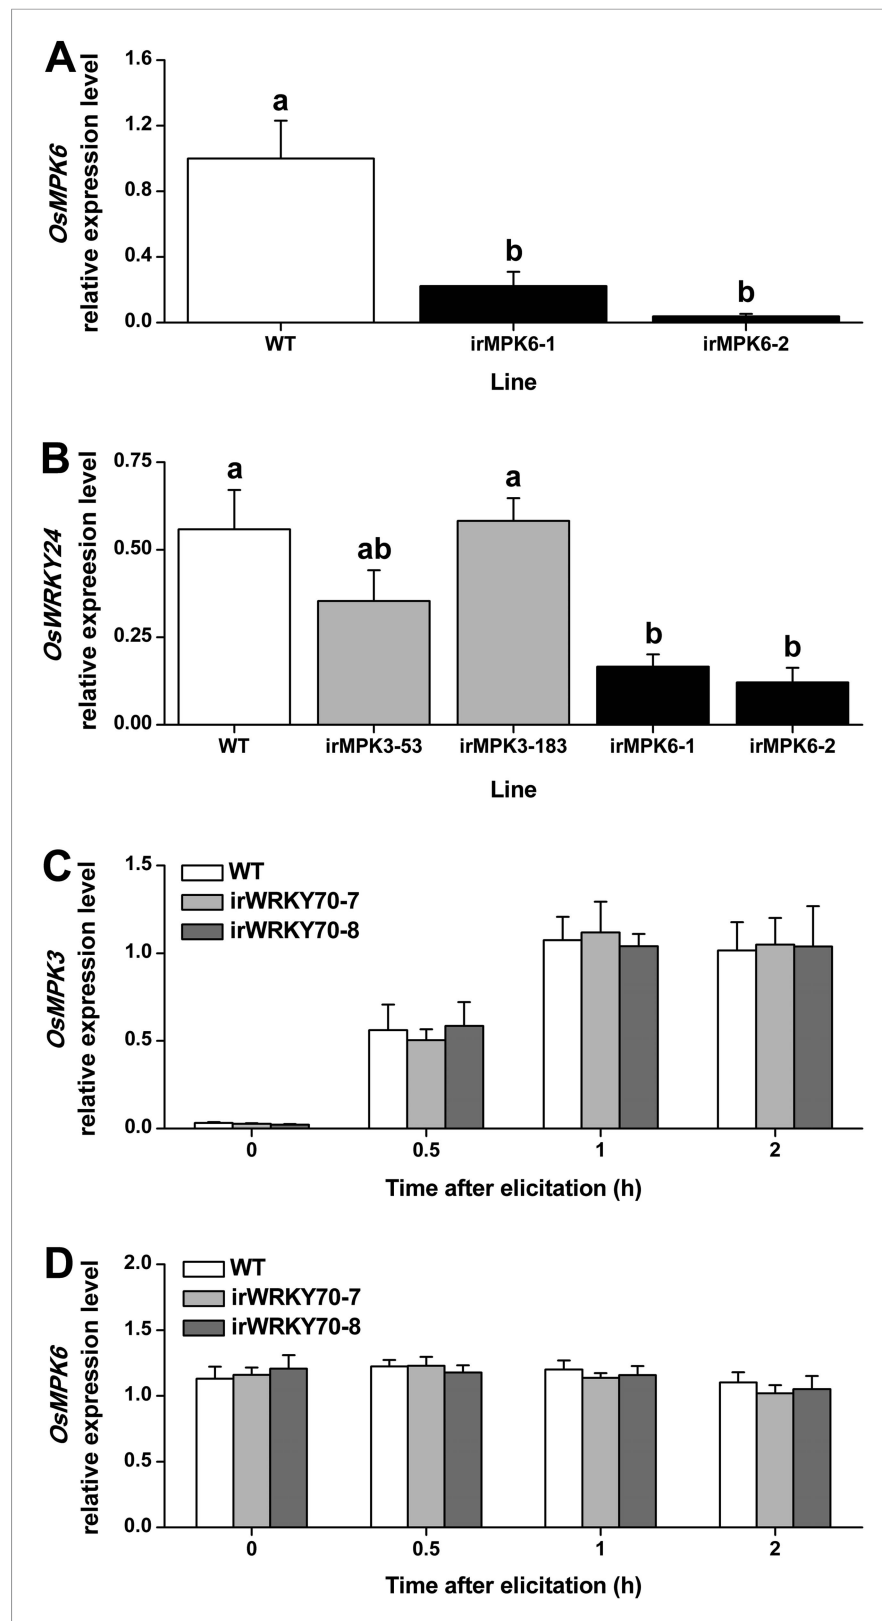 A
OsMPK6
relative expression level
1.6
1.2
0.8
0.4
0.0
a
b
b
WT
irMPK6-1
irMPK6-2
Line
B
OsWRKY24
relative expreesion level
0.75
0.50
0.25
0.00
a
ab
a
b
b
WT
irMPK3-53
irMPK3-183
irMPK6-1
irMPK6-2
Line
C
OsMPK3
relative expression level
1.5
1.0
0.5
0.0
WT
irWRKY70-7
irWRKY70-8
0
0.5
1
2
Time after elicitation (h)
D
OsMPK6
relative expression level
2.0
1.5
1.0
0.5
0.0
WT
irWRKY70-7
irWRKY70-8
0
0.5
1
2
Time after elicitation (h)